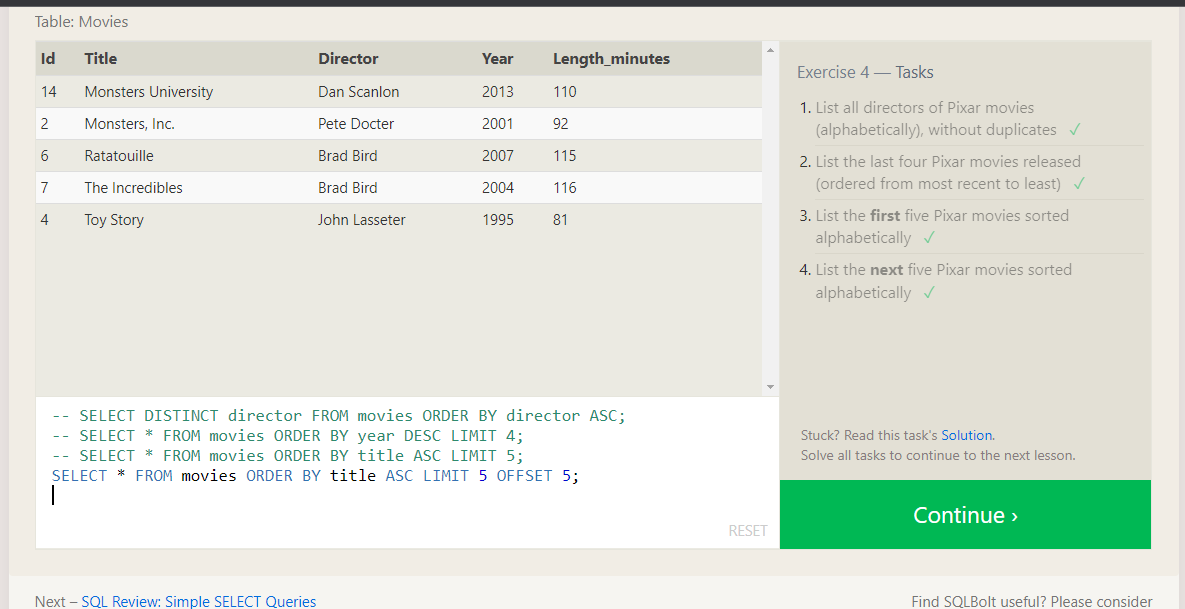 Table: Movies
Id Title Director Year Length_minutes
14 Monsters University Dan Scanlon 2013 110
2 Monsters, Inc. Pete Docter 2001 92
6 Ratatouille Brad Bird 2007 115
7 The Incredibles Brad Bird 2004 116
4 Toy Story John Lasseter 1995 81
-- SELECT DISTINCT director FROM movies ORDER BY director ASC;
-- SELECT * FROM movies ORDER BY year DESC LIMIT 4;
-- SELECT * FROM movies ORDER BY title ASC LIMIT 5;
SELECT * FROM movies ORDER BY title ASC LIMIT 5 OFFSET 5;
RESET
Exercise 4 — Tasks
1. List all directors of Pixar movies
(alphabetically), without duplicates ✓
2. List the last four Pixar movies released
(ordered from most recent to least) ✓
3. List the first five Pixar movies sorted
alphabetically ✓
4. List the next five Pixar movies sorted
alphabetically ✓
Stuck? Read this task's Solution.
Solve all tasks to continue to the next lesson.
Continue ›
Next – SQL Review: Simple SELECT Queries
Find SQLBolt useful? Please consider